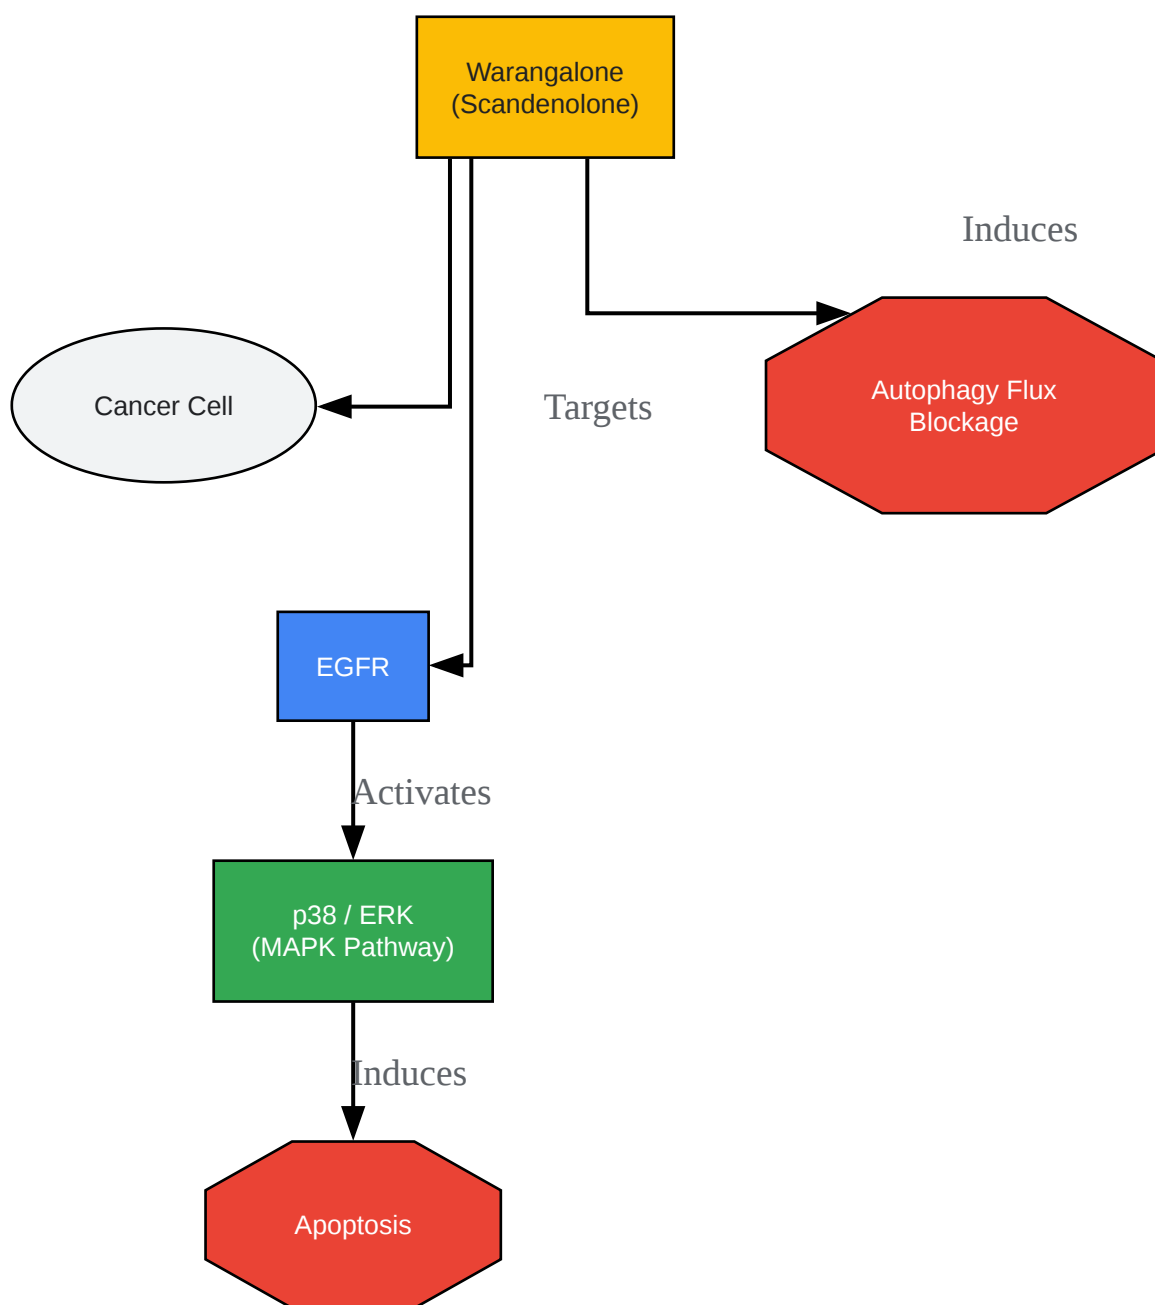 Warangalone
(Scandenolone)
Induces
Cancer Cell
Targets
Autophagy Flux
Blockage
EGFR
Activates
p38 / ERK
(MAPK Pathway)
Induces
Apoptosis